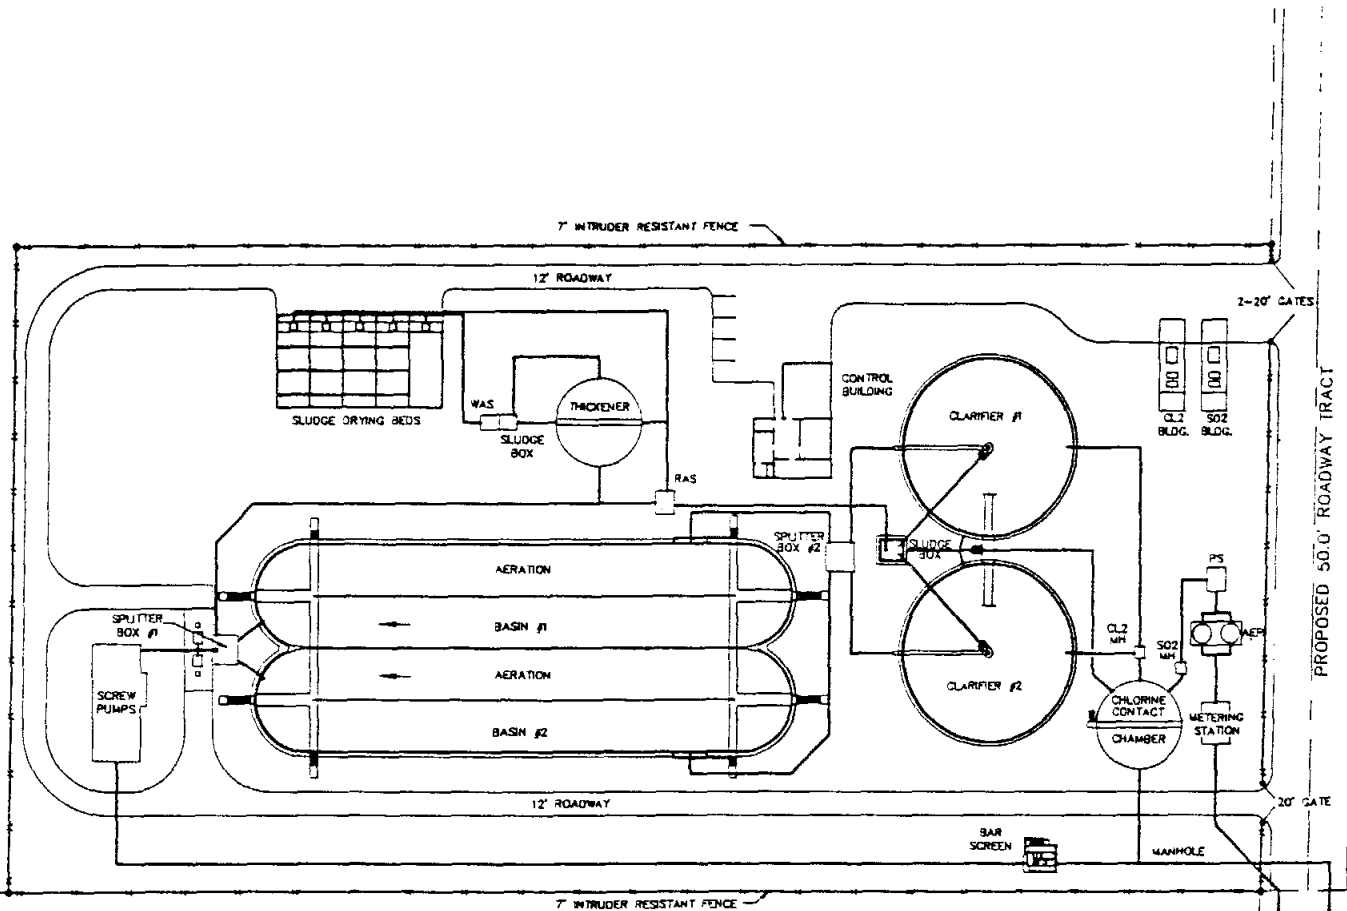 7' INTRUDER RESISTANT FENCE
12' ROADWAY
2-20' GATES
CONTROL
BUILDING
THICKENER
WAS
SLUDGE DRYING BEDS
SLUDGE
BOX
CLARIFIER #1
CL2
BLDG.
SO2
BLDG.
RAS
PROPOSED 50.0' ROADWAY TRACT
SPLITTER
BOX #2
SLUDGE
BOX
AERATION
BASIN #1
PS
SPLITTER
BOX #1
CL2
MH
SO2
MH
AER
AERATION
SCREW
PUMPS
CLARIFIER #2
CHLORINE
CONTACT
CHAMBER
METERING
STATION
BASIN #2
12' ROADWAY
20' GATE
BAR
SCREEN
MANHOLE
7' INTRUDER RESISTANT FENCE